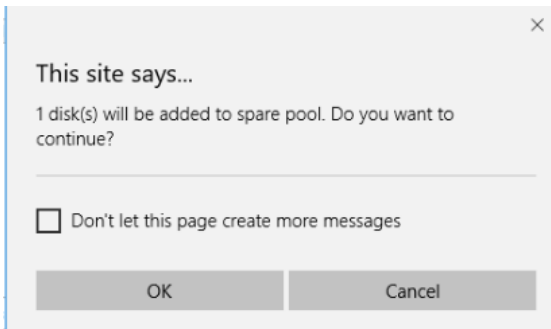 This site says...
1 disk(s) will be added to spare pool. Do you want to
continue?
Don't let this page create more messages
OK
Cancel